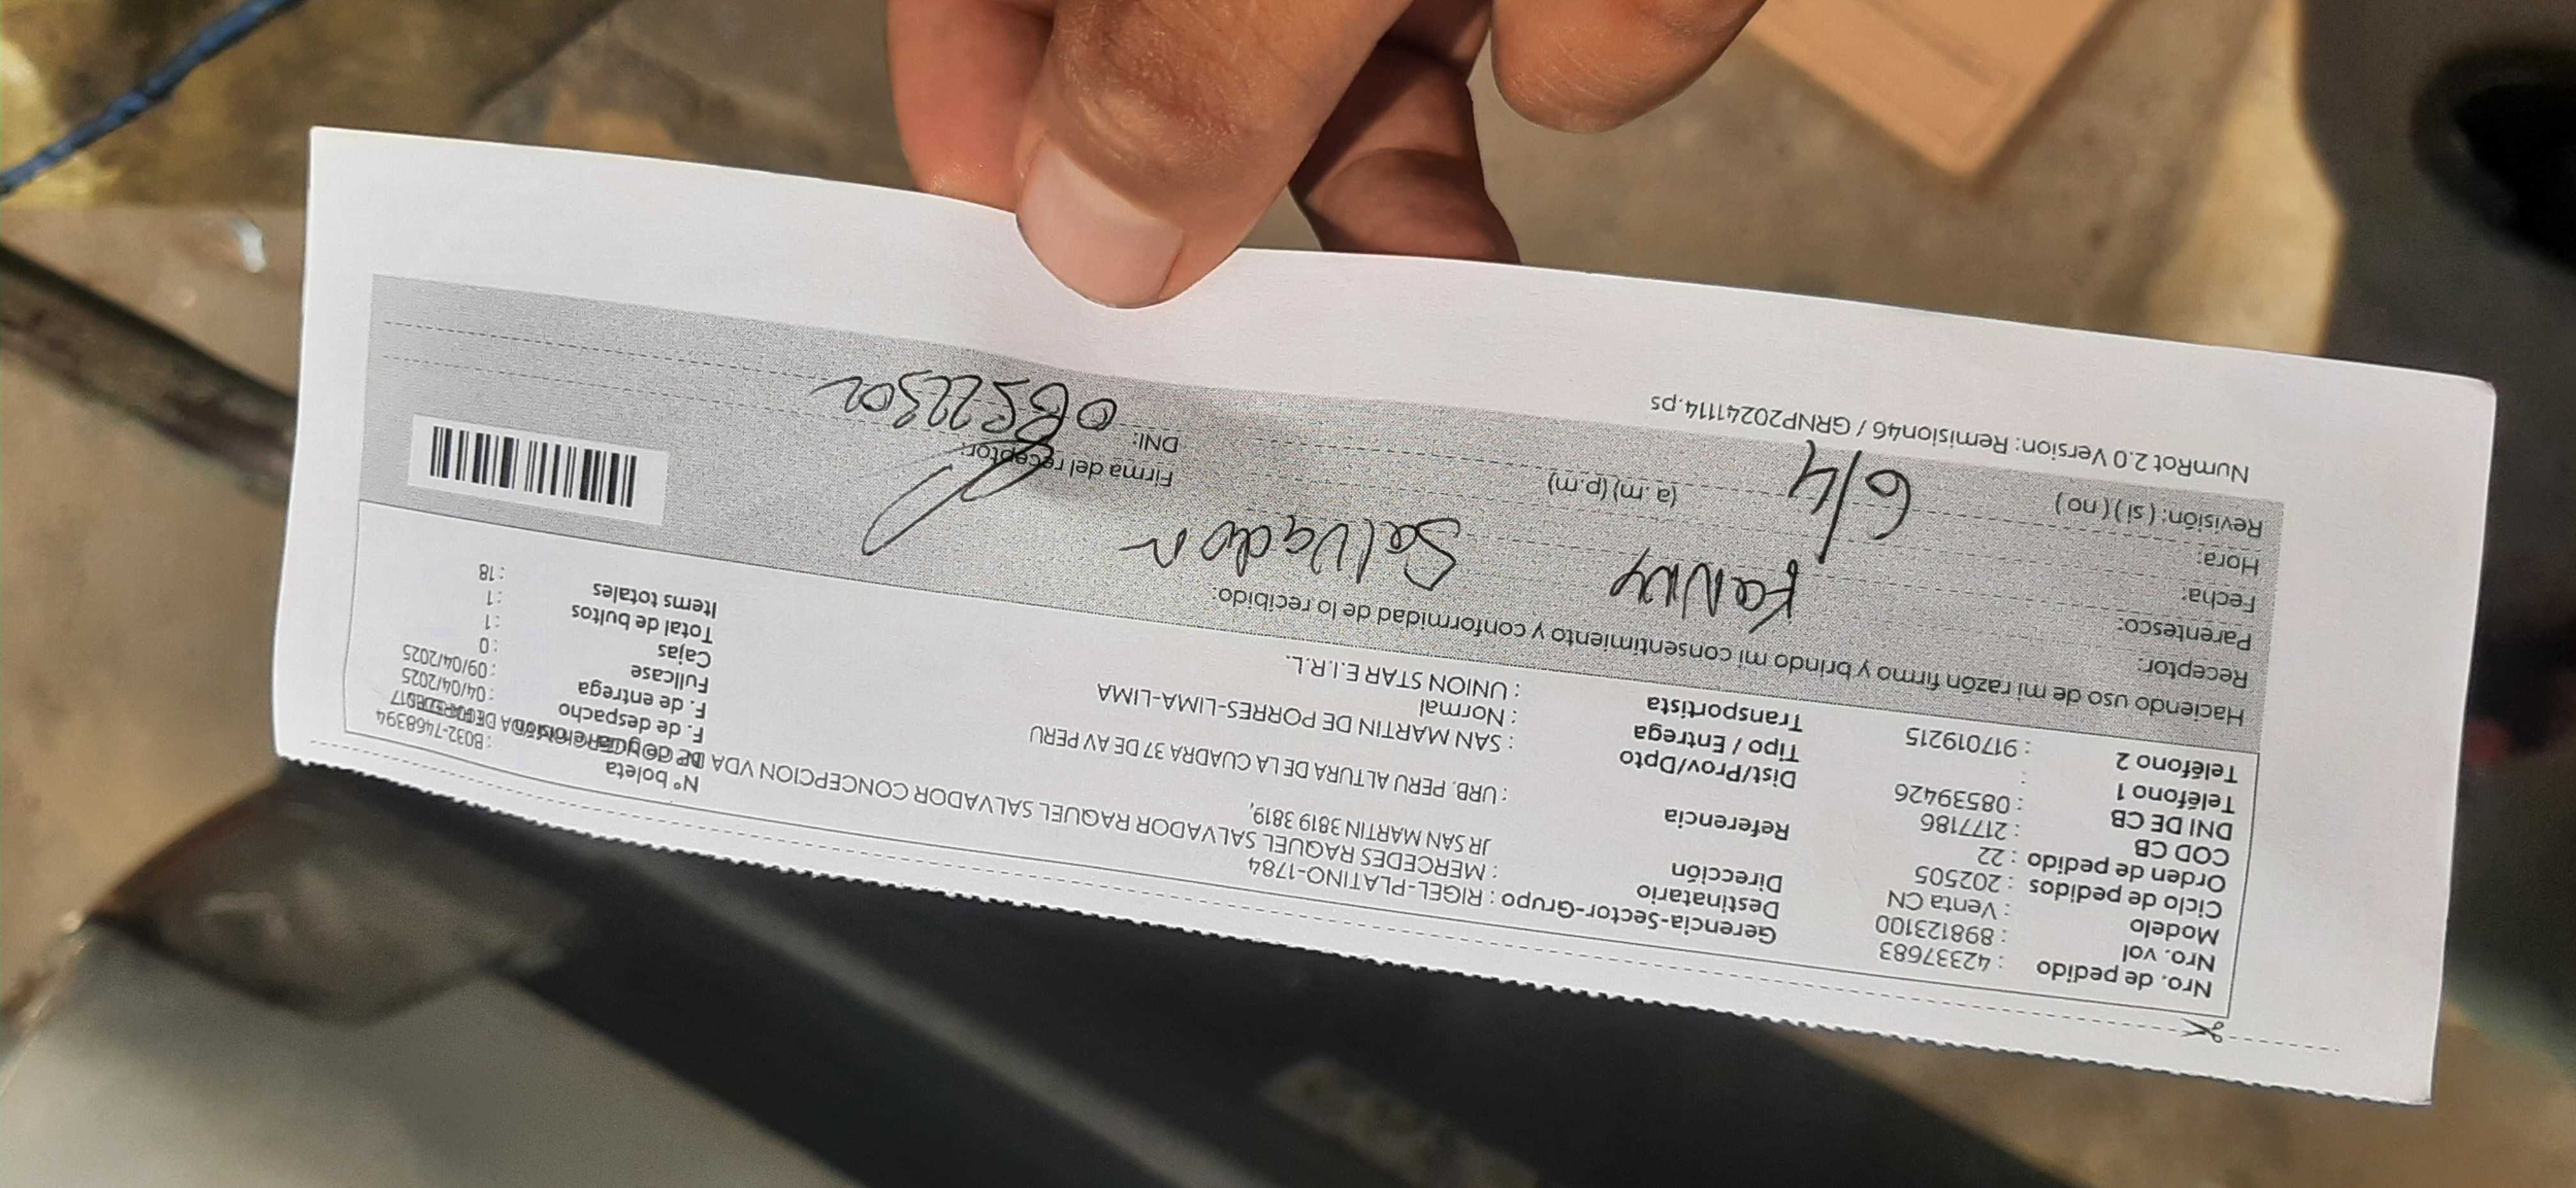 Nro. de pedido : 42337683
Nro. vol : 898123100
Modelo : Venta CN
Ciclo de pedidos : 202505
Orden de pedido : 22
COD CB : 2177186
DNI DE CB : 08539426
Teléfono 1 :
Teléfono 2 : 917019215
Gerencia-Sector-Grupo : RIGEL-PLATINO-1784
Destinatario : MERCEDES RAQUEL SALVADOR RAQUEL SALVADOR CONCEPCION VDA DE
Dirección JR SAN MARTIN 3819 3819,
: URB. PERU ALTURA DE LA CUADRA 37 DE AV PERU
Referencia
Dist/Prov/Dpto : SAN MARTIN DE PORRES-LIMA-LIMA
Tipo / Entrega : Normal
Transportista : UNION STAR E.I.R.L.
N° boleta : B032-7468394
N° de guia remisión
F. de despacho : 04/04/2025
F. de entrega : 09/04/2025
Fullcase : 0
Cajas : 1
Total de bultos : 1
Items totales : 18
Haciendo uso de mi razón firmo y brindo mi consentimiento y conformidad de lo recibido:
Receptor: Fanny Salvador
Parentesco:
Fecha: 6/4
Hora: (a.m) (p.m)
Revisión: ( si ) ( no )
Firma del receptor:
DNI: 08522302
NumRot 2.0 Version: Remision46 / GRNP20241114.ps